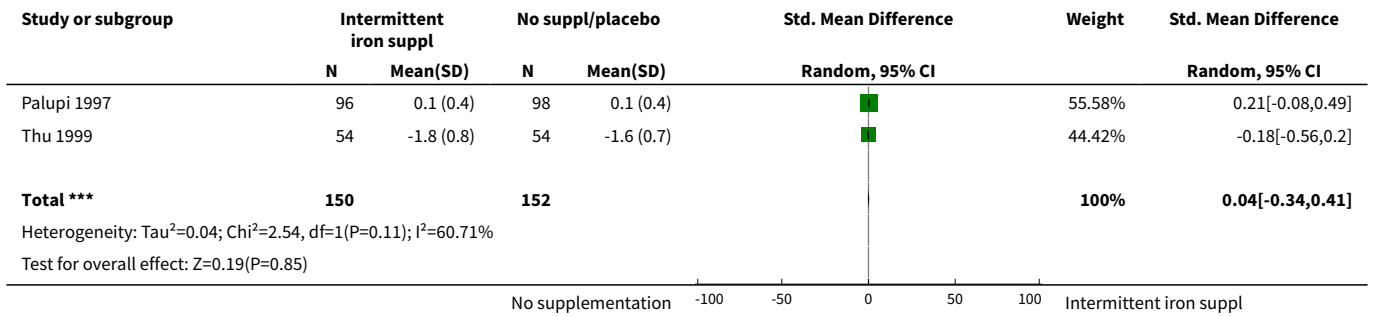 Study or subgroup Intermittent iron suppl No suppl/placebo Std. Mean Difference Weight Std. Mean Difference
N Mean(SD) N Mean(SD) Random, 95% CI Random, 95% CI
Palupi 1997 96 0.1 (0.4) 98 0.1 (0.4) 55.58% 0.21[-0.08,0.49]
Thu 1999 54 -1.8 (0.8) 54 -1.6 (0.7) 44.42% -0.18[-0.56,0.2]
Total *** 150 152 100% 0.04[-0.34,0.41]
Heterogeneity: Tau²=0.04; Chi²=2.54, df=1(P=0.11); I²=60.71%
Test for overall effect: Z=0.19(P=0.85)
No supplementation -100 -50 0 50 100 Intermittent iron suppl